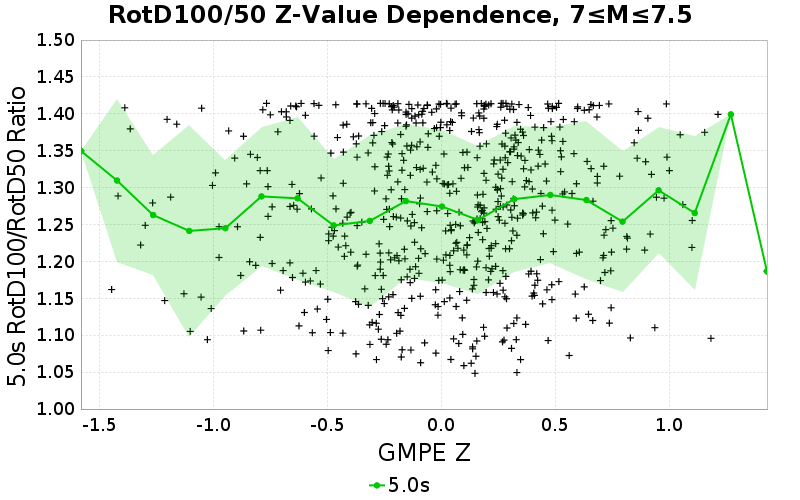 RotD100/50 Z-Value Dependence, 7≤M≤7.5
5.0s RotD100/RotD50 Ratio
1.50
1.45
1.40
1.35
1.30
1.25
1.20
1.15
1.10
1.05
1.00
-1.5 -1.0 -0.5 0.0 0.5 1.0
GMPE Z
5.0s